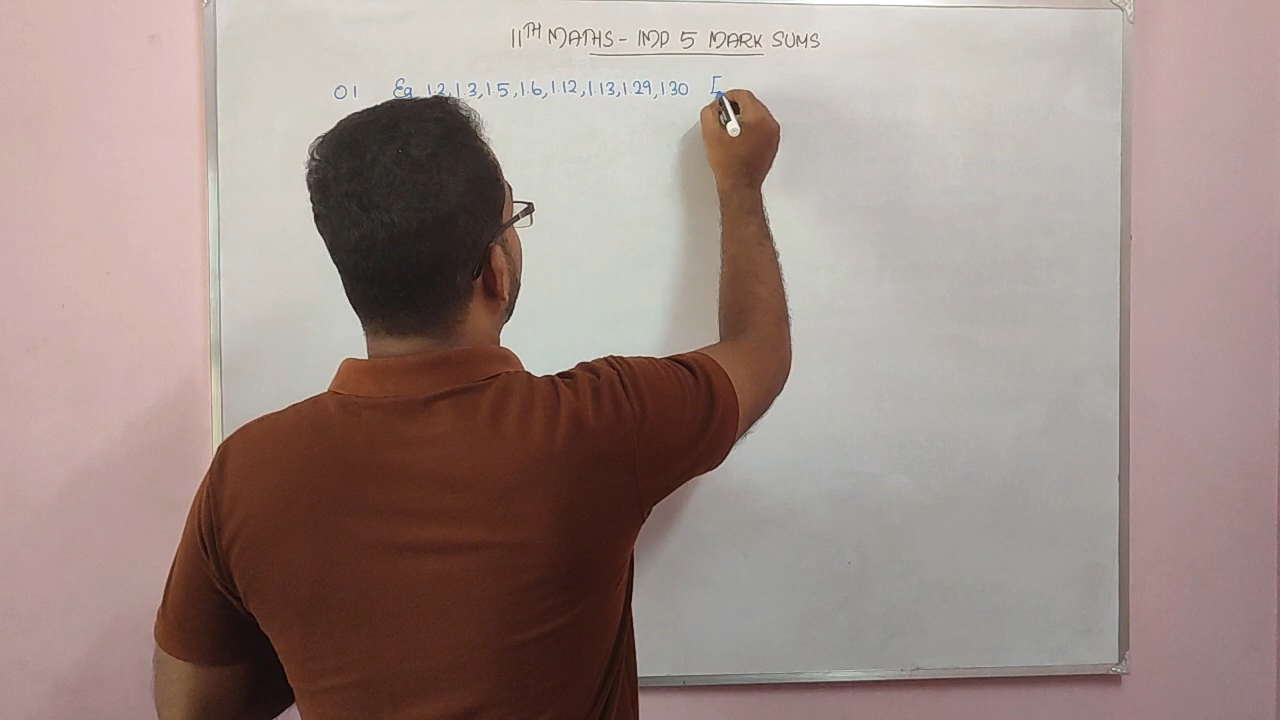 11TH MATHS - IMP 5 MARK SUMS
01 Eg 1.2, 1.3, 1.5, 1.6, 1.12, 1.13, 1.29, 1.30 [